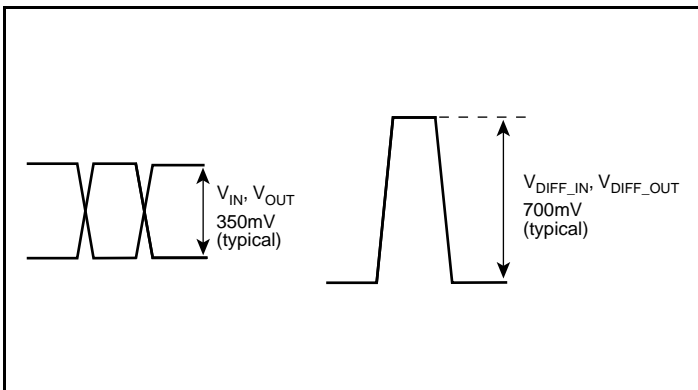 V_IN, V_OUT
350mV
(typical)
V_DIFF_IN, V_DIFF_OUT
700mV
(typical)